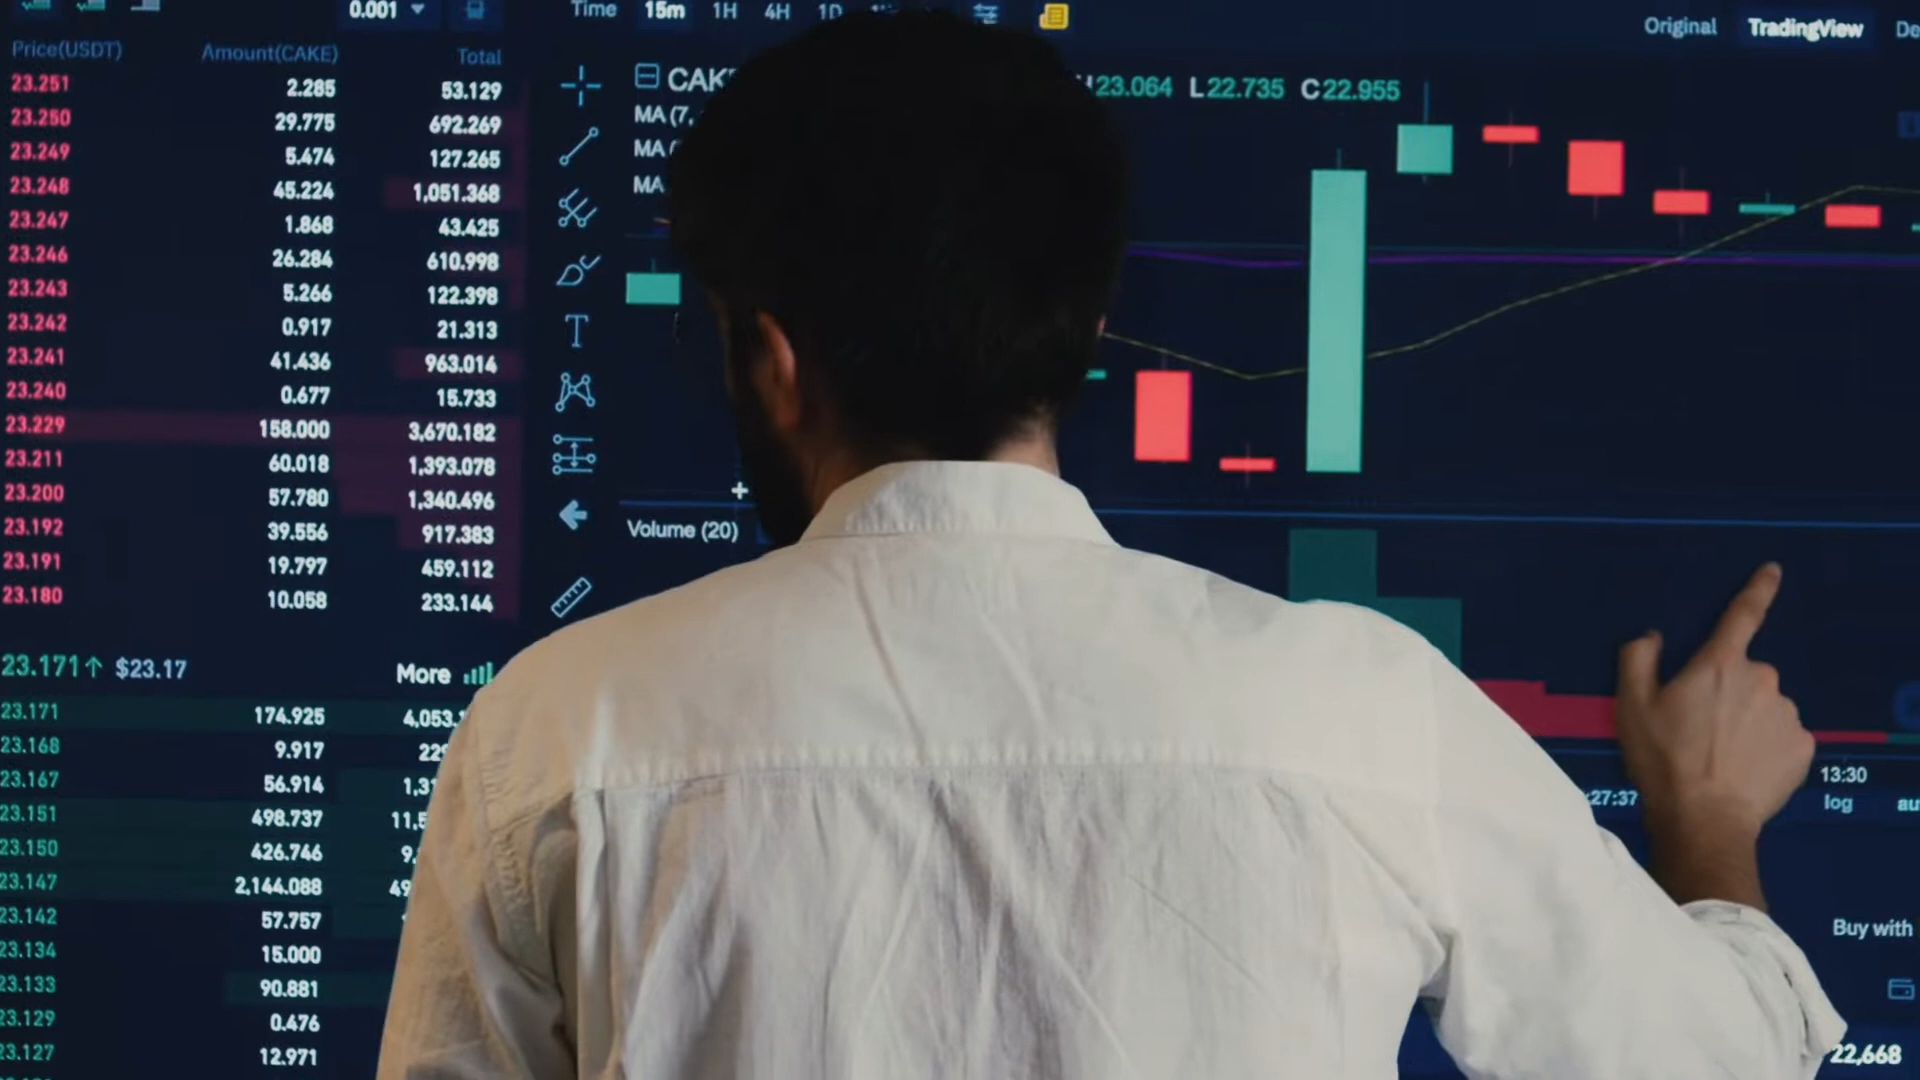 0.001
Time 15m 1H 4H 1D
Original TradingView
Price(USDT) Amount(CAKE) Total
23.251 2.285 53.129
23.250 29.775 692.269
23.249 5.474 127.265
23.248 45.224 1,051.368
23.247 1.868 43.425
23.246 26.284 610.998
23.243 5.266 122.398
23.242 0.917 21.313
23.241 41.436 963.014
23.240 0.677 15.733
23.229 158.000 3,670.182
23.211 60.018 1,393.078
23.200 57.780 1,340.496
23.192 39.556 917.383
23.191 19.797 459.112
23.180 10.058 233.144
23.171↑ $23.17 More
23.171 174.925 4,053.
23.168 9.917 22
23.167 56.914 1,3
23.151 498.737 11,5
23.150 426.746 9,
23.147 2,144.088 49
23.142 57.757
23.134 15.000
23.133 90.881
23.129 0.476
23.127 12.971
CAK H23.064 L22.735 C22.955
MA (7,
MA (
MA
T
Volume (20)
13:30
:27:37 log au
Buy with
22,668